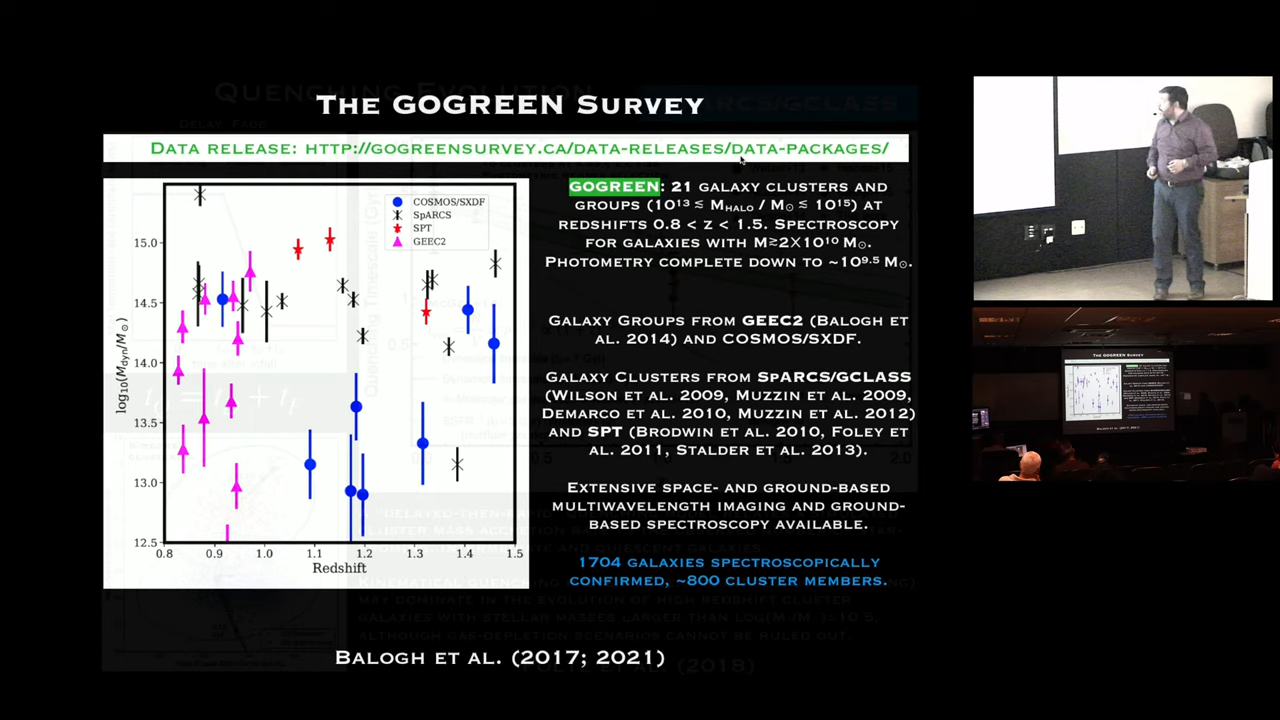 The GOGREEN Survey
Data release: http://gogreensurvey.ca/data-releases/data-packages/
GOGREEN: 21 galaxy clusters and
groups (10¹³ ≲ Mhalo / M☉ ≲ 10¹⁵) at
redshifts 0.8 < z < 1.5. Spectroscopy
for galaxies with M≳2×10¹⁰ M☉.
Photometry complete down to ~10⁹·⁵ M☉.
Galaxy Groups from GEEC2 (Balogh et
al. 2014) and COSMOS/SXDF.
Galaxy Clusters from SpARCS/GCLASS
(Wilson et al. 2009, Muzzin et al. 2009,
Demarco et al. 2010, Muzzin et al. 2012)
and SPT (Brodwin et al. 2010, Foley et
al. 2011, Stalder et al. 2013).
Extensive space- and ground-based
multiwavelength imaging and ground-
based spectroscopy available.
1704 galaxies spectroscopically
confirmed, ~800 cluster members.
COSMOS/SXDF
SpARCS
SPT
GEEC2
log₁₀(Mdyn/M☉)
15.0
14.5
14.0
13.5
13.0
12.5
0.8 0.9 1.0 1.1 1.2 1.3 1.4 1.5
Redshift
Balogh et al. (2017; 2021)
The GOGREEN Survey